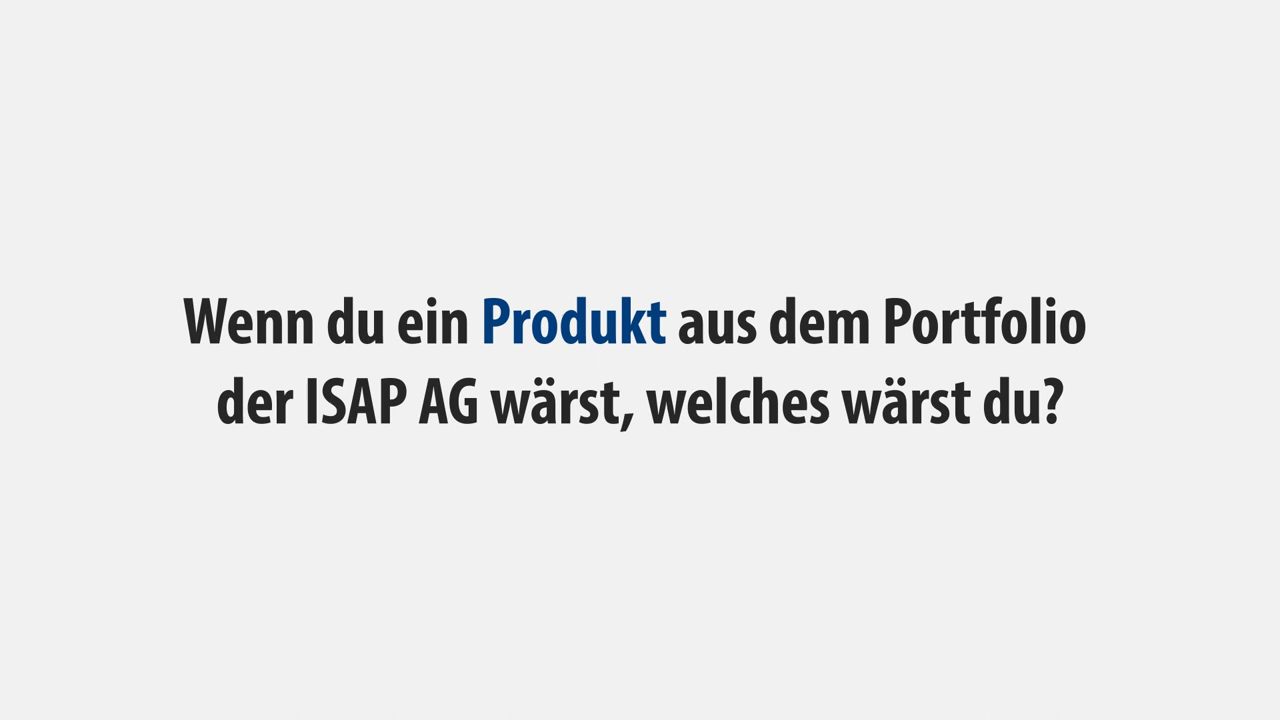 Wenn du ein Produkt aus dem Portfolio
der ISAP AG wärst, welches wärst du?